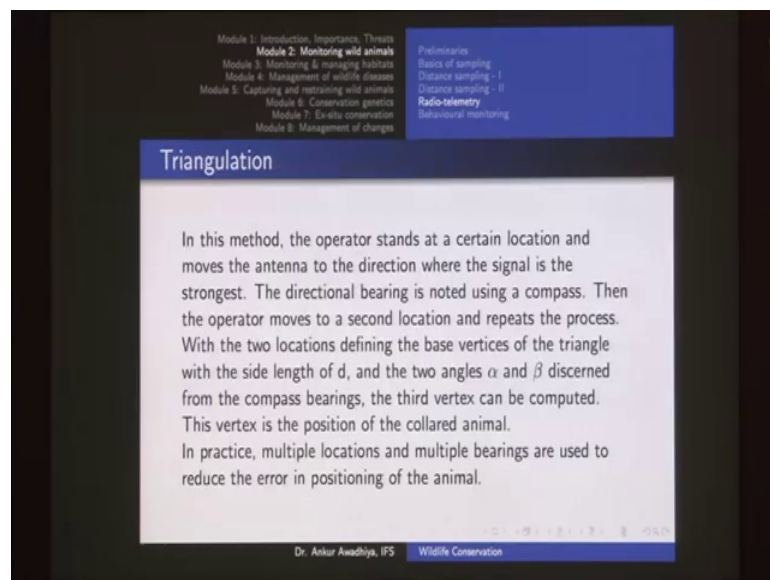 Module 1: Introduction, Importance, Threats
Module 2: Monitoring wild animals
Module 3: Monitoring & managing habitats
Module 4: Management of wildlife diseases
Module 5: Capturing and restraining wild animals
Module 6: Conservation genetics
Module 7: Ex-situ conservation
Module 8: Management of changes
Preliminaries
Basics of sampling
Distance sampling - I
Distance sampling - II
Radio-telemetry
Behavioural monitoring
Triangulation
In this method, the operator stands at a certain location and
moves the antenna to the direction where the signal is the
strongest. The directional bearing is noted using a compass. Then
the operator moves to a second location and repeats the process.
With the two locations defining the base vertices of the triangle
with the side length of d, and the two angles α and β discerned
from the compass bearings, the third vertex can be computed.
This vertex is the position of the collared animal.
In practice, multiple locations and multiple bearings are used to
reduce the error in positioning of the animal.
Dr. Ankur Awadhiya, IFS
Wildlife Conservation